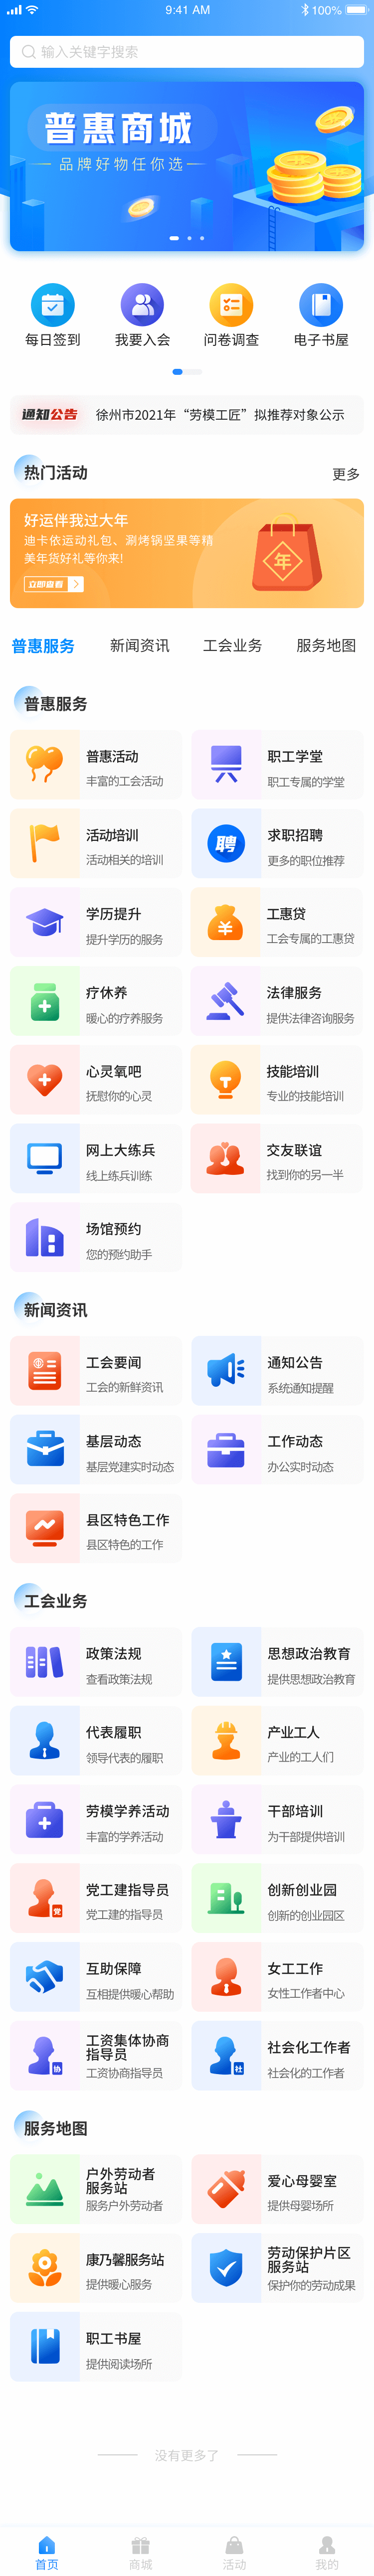 9:41 AM 100%
输入关键字搜索
普惠商城
品牌好物任你选
每日签到 我要入会 问卷调查 电子书屋
通知公告 徐州市2021年“劳模工匠”拟推荐对象公示
热门活动 更多
好运伴我过大年
迪卡依运动礼包、涮烤锅坚果等精
美年货好礼等你来!
立即查看
年
普惠服务 新闻资讯 工会业务 服务地图
普惠服务
普惠活动 职工学堂
丰富的工会活动 职工专属的学堂
活动培训 聘 求职招聘
活动相关的培训 更多的职位推荐
学历提升 工惠贷
提升学历的服务 工会专属的工惠贷
疗休养 法律服务
暖心的疗养服务 提供法律咨询服务
心灵氧吧 技能培训
抚慰你的心灵 专业的技能培训
网上大练兵 交友联谊
线上练兵训练 找到你的另一半
场馆预约
您的预约助手
新闻资讯
工会要闻 通知公告
工会的新鲜资讯 系统通知提醒
基层动态 工作动态
基层党建实时动态 办公实时动态
县区特色工作
县区特色的工作
工会业务
政策法规 思想政治教育
查看政策法规 提供思想政治教育
代表履职 产业工人
领导代表的履职 产业的工人们
劳模学养活动 干部培训
丰富的学养活动 为干部提供培训
党工建指导员 创新创业园
党 党工建的指导员 创新的创业园区
互助保障 女工工作
互相提供暖心帮助 女性工作者中心
工资集体协商
指导员 社会化工作者
协 工资协商指导员 社 社会化的工作者
服务地图
户外劳动者
服务站 爱心母婴室
服务户外劳动者 提供母婴场所
康乃馨服务站 劳动保护片区
服务站
提供暖心服务 保护你的劳动成果
职工书屋
提供阅读场所
没有更多了
首页 商城 活动 我的